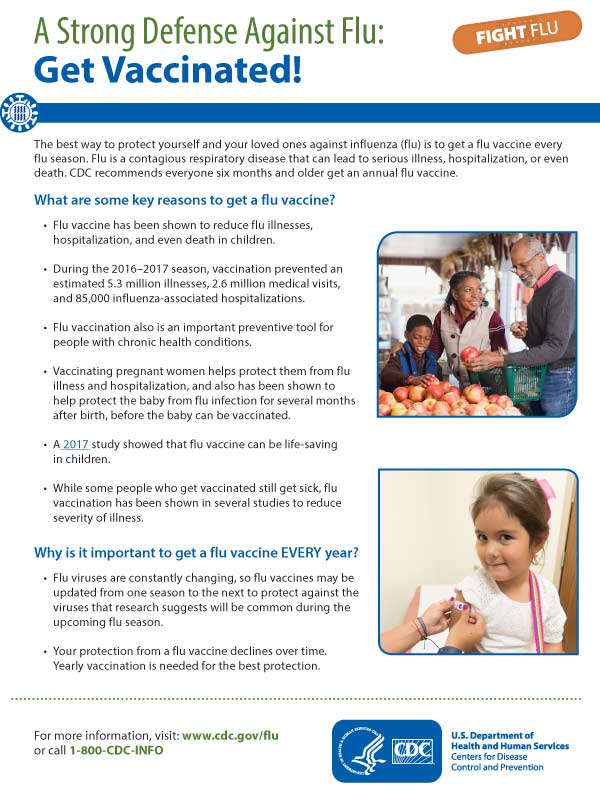 A Strong Defense Against Flu:
Get Vaccinated!
FIGHT FLU
The best way to protect yourself and your loved ones against influenza (flu) is to get a flu vaccine every
flu season. Flu is a contagious respiratory disease that can lead to serious illness, hospitalization, or even
death. CDC recommends everyone six months and older get an annual flu vaccine.
What are some key reasons to get a flu vaccine?
• Flu vaccine has been shown to reduce flu illnesses,
hospitalization, and even death in children.
• During the 2016–2017 season, vaccination prevented an
estimated 5.3 million illnesses, 2.6 million medical visits,
and 85,000 influenza-associated hospitalizations.
• Flu vaccination also is an important preventive tool for
people with chronic health conditions.
• Vaccinating pregnant women helps protect them from flu
illness and hospitalization, and also has been shown to
help protect the baby from flu infection for several months
after birth, before the baby can be vaccinated.
• A 2017 study showed that flu vaccine can be life-saving
in children.
• While some people who get vaccinated still get sick, flu
vaccination has been shown in several studies to reduce
severity of illness.
Why is it important to get a flu vaccine EVERY year?
• Flu viruses are constantly changing, so flu vaccines may be
updated from one season to the next to protect against the
viruses that research suggests will be common during the
upcoming flu season.
• Your protection from a flu vaccine declines over time.
Yearly vaccination is needed for the best protection.
For more information, visit: www.cdc.gov/flu
or call 1-800-CDC-INFO
CDC
U.S. Department of
Health and Human Services
Centers for Disease
Control and Prevention